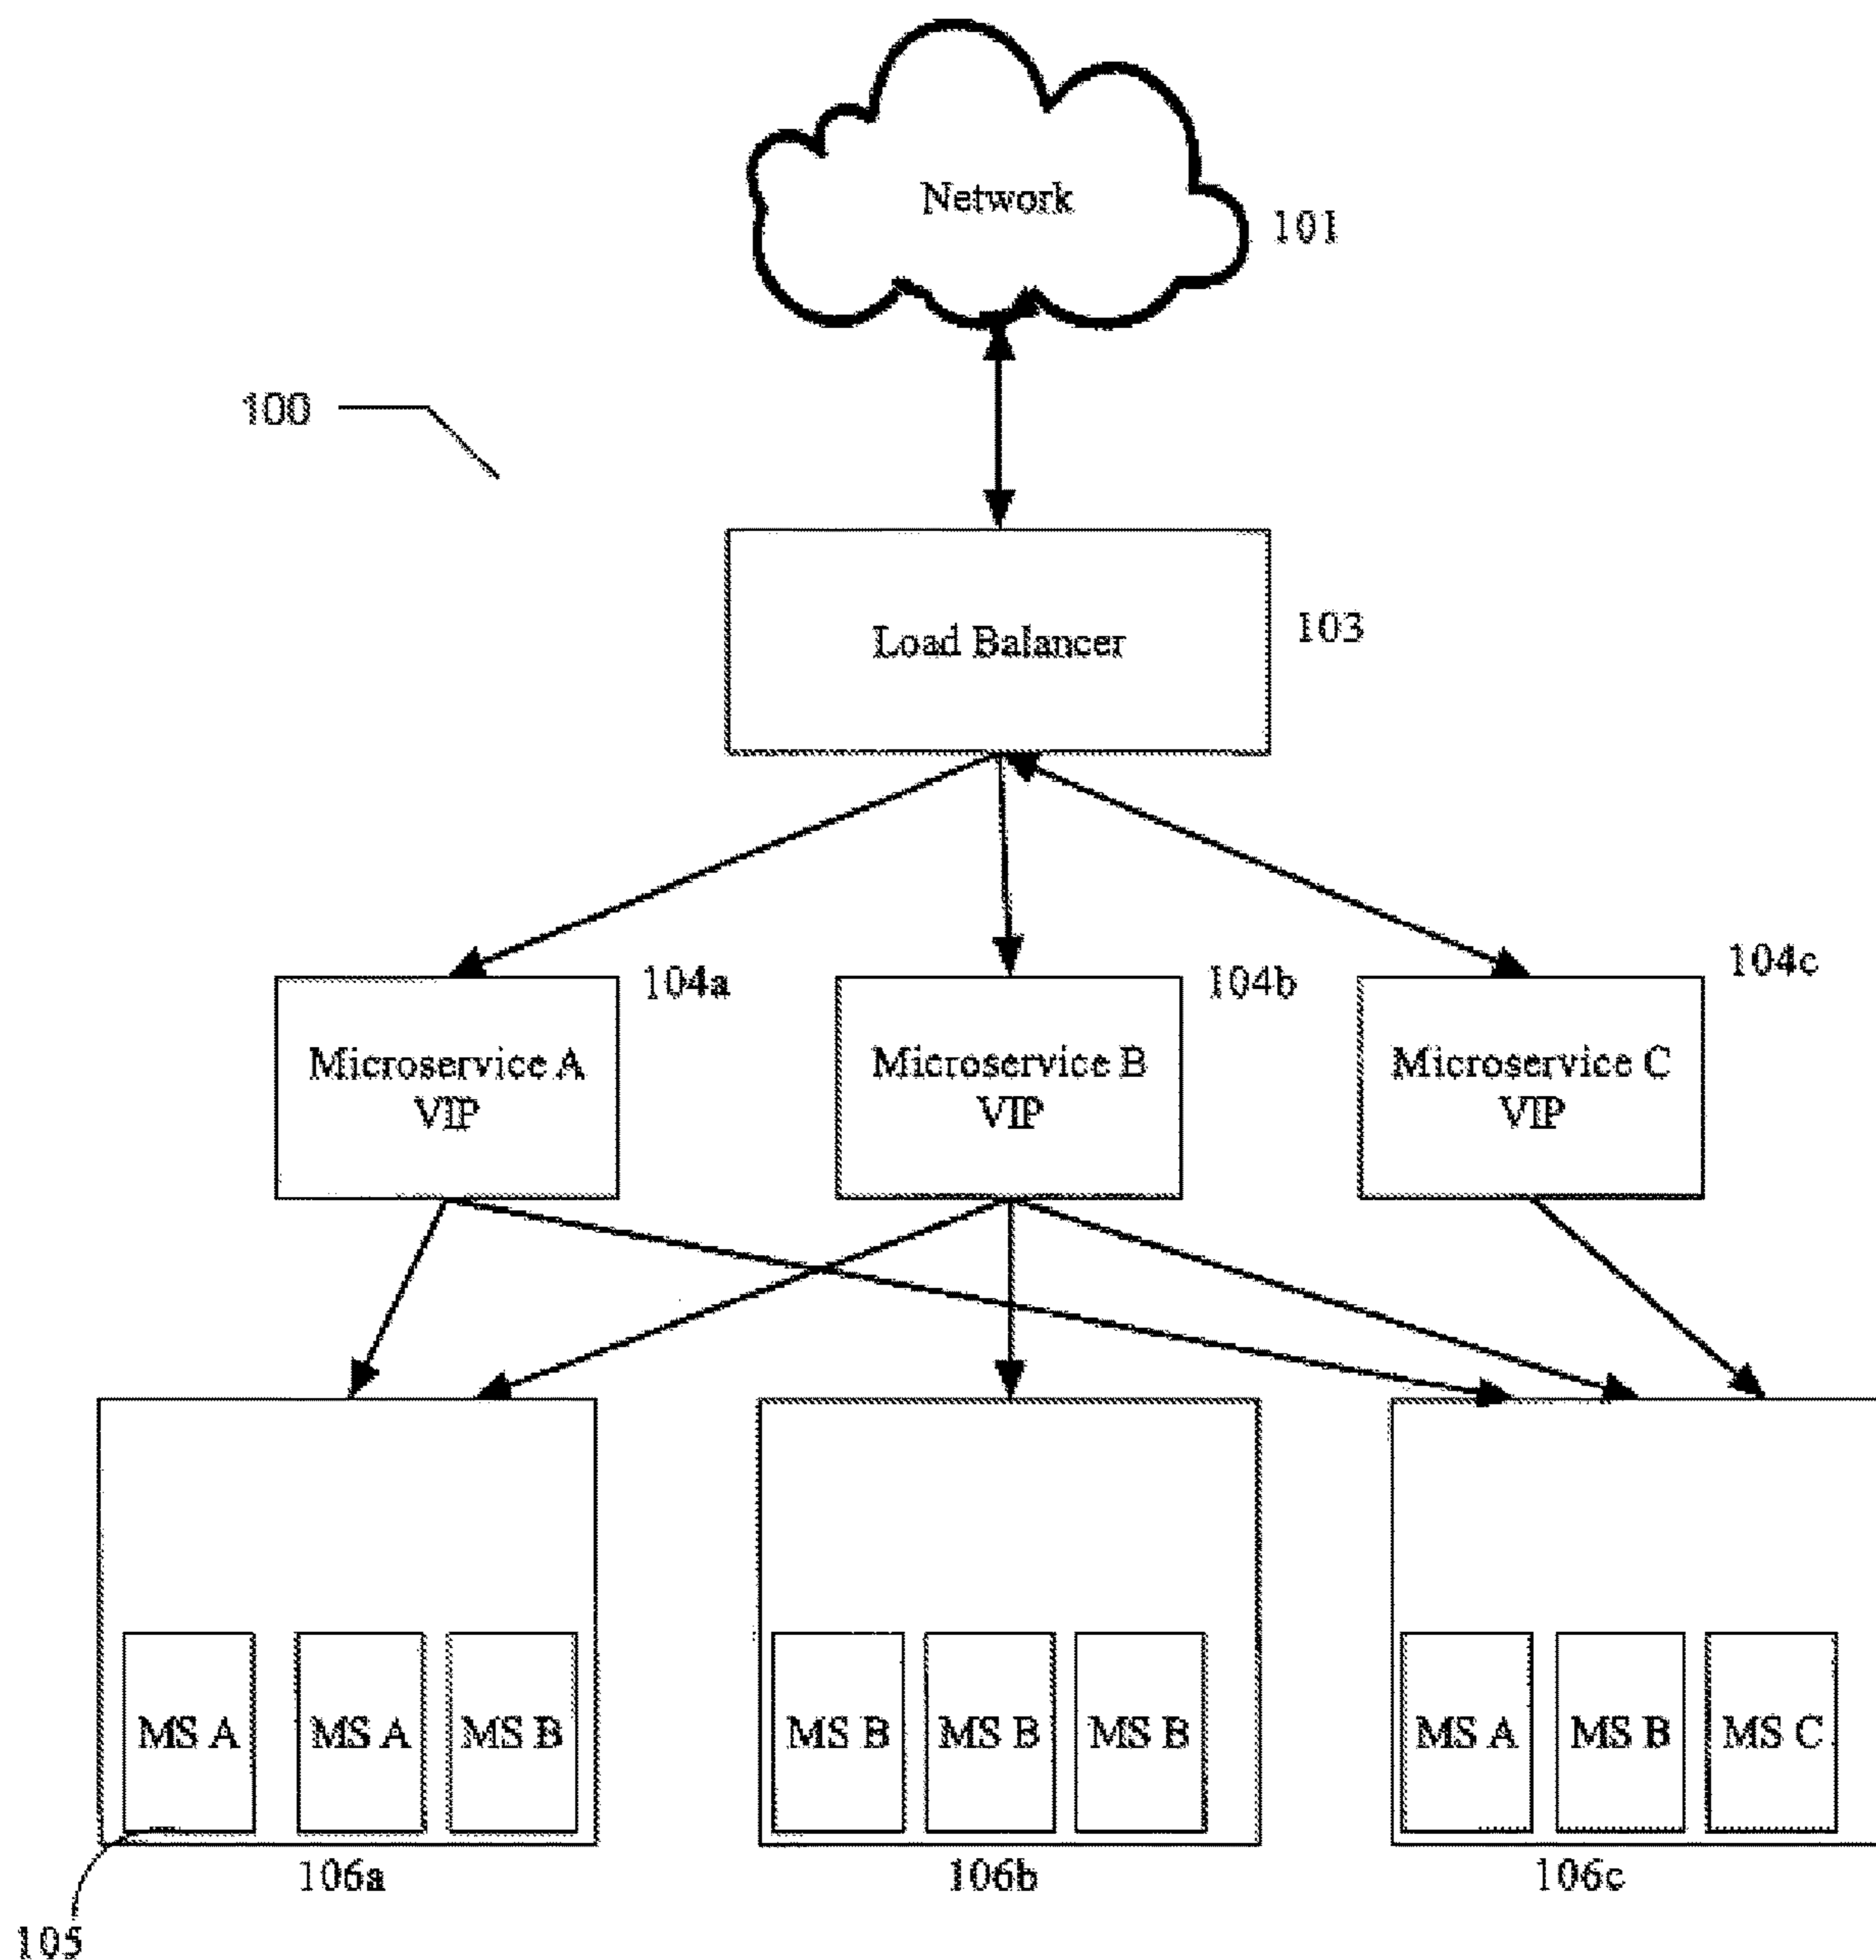 Network
101
100
Load Balancer
103
104a
104b
104c
Microservice A
VIP
Microservice B
VIP
Microservice C
VIP
MS A
MS A
MS B
MS B
MS B
MS B
MS A
MS B
MS C
106a
106b
106c
105